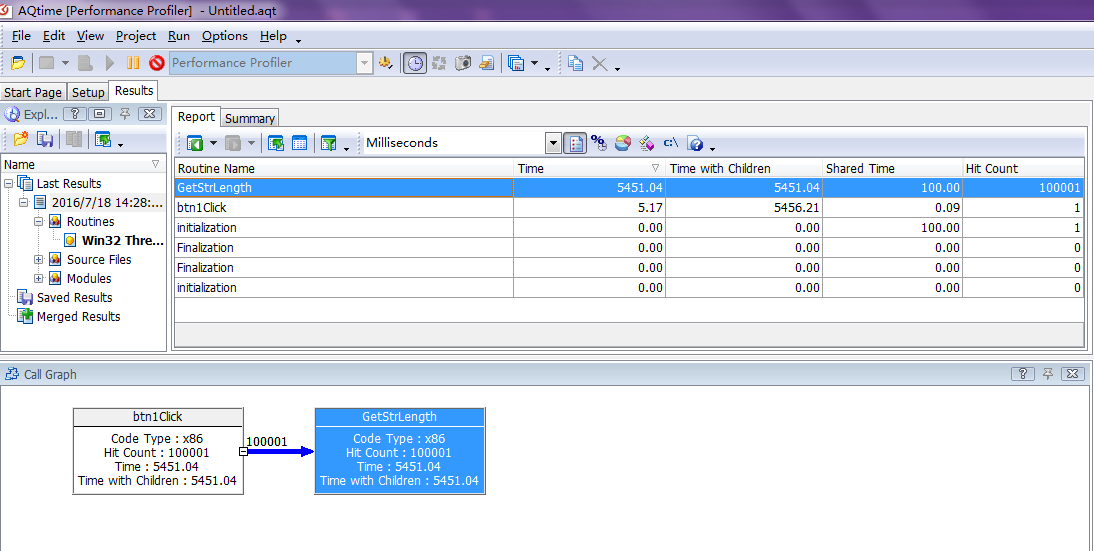 AQtime [Performance Profiler] - Untitled.aqt
File Edit View Project Run Options Help
Performance Profiler
Start Page Setup Results
Expl... ?
Report Summary
Milliseconds % C:\ ?
Name
Last Results
2016/7/18 14:28:...
Routines
Win32 Thre...
Source Files
Modules
Saved Results
Merged Results
Routine Name Time Time with Children Shared Time Hit Count
GetStrLength 5451.04 5451.04 100.00 100001
btn1Click 5.17 5456.21 0.09 1
initialization 0.00 0.00 100.00 1
Finalization 0.00 0.00 0.00 0
Finalization 0.00 0.00 0.00 0
initialization 0.00 0.00 0.00 0
Call Graph ?
btn1Click
Code Type : x86
Hit Count : 100001
Time : 5451.04
Time with Children : 5451.04
100001
GetStrLength
Code Type : x86
Hit Count : 100001
Time : 5451.04
Time with Children : 5451.04